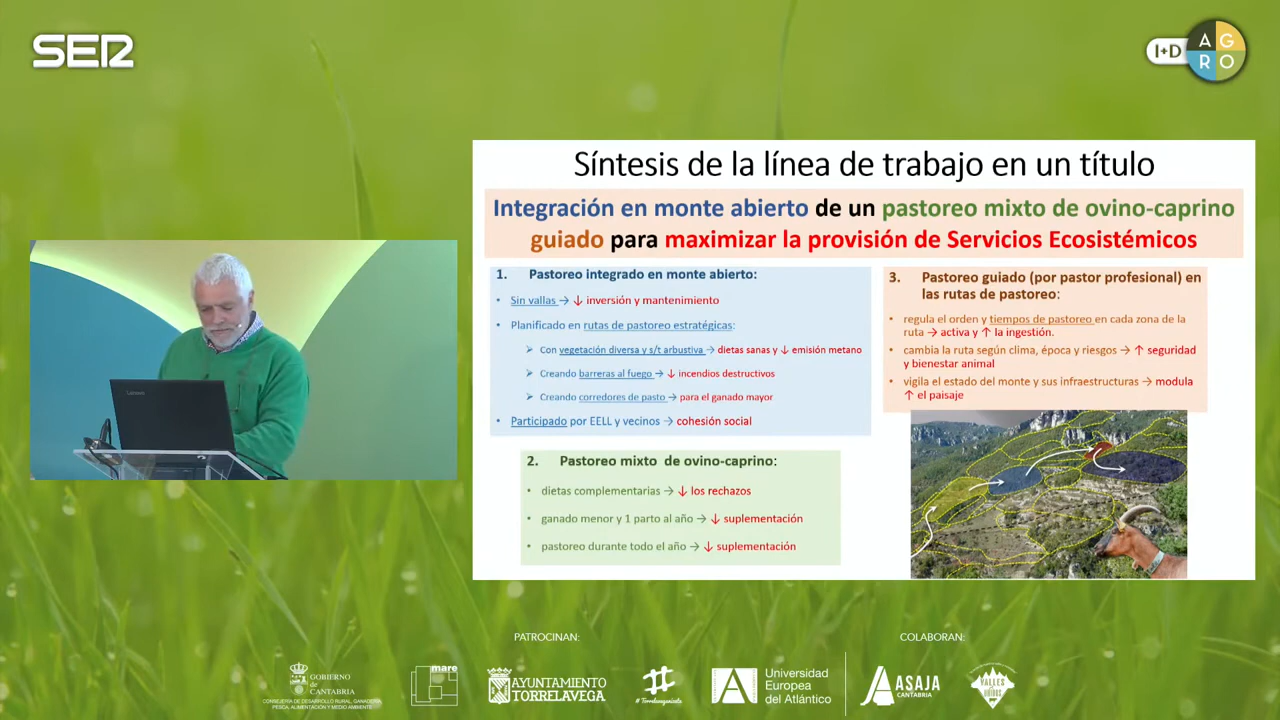 SER
I+D
A G
R O
Síntesis de la línea de trabajo en un título
Integración en monte abierto de un pastoreo mixto de ovino-caprino
guiado para maximizar la provisión de Servicios Ecosistémicos
1. Pastoreo integrado en monte abierto:
• Sin vallas → ↓ inversión y mantenimiento
• Planificado en rutas de pastoreo estratégicas:
➢ Con vegetación diversa y s/t arbustiva → dietas sanas y ↓ emisión metano
➢ Creando barreras al fuego → ↓ incendios destructivos
➢ Creando corredores de pasto → para el ganado mayor
• Participado por EELL y vecinos → cohesión social
2. Pastoreo mixto de ovino-caprino:
• dietas complementarias → ↓ los rechazos
• ganado menor y 1 parto al año → ↓ suplementación
• pastoreo durante todo el año → ↓ suplementación
3. Pastoreo guiado (por pastor profesional) en
las rutas de pastoreo:
• regula el orden y tiempos de pastoreo en cada zona de la
ruta → activa y ↑ la ingestión.
• cambia la ruta según clima, época y riesgos → ↑ seguridad
y bienestar animal
• vigila el estado del monte y sus infraestructuras → modula
↑ el paisaje
Lenovo
PATROCINAN:
COLABORAN:
GOBIERNO
de
CANTABRIA
CONSEJERÍA DE DESARROLLO RURAL, GANADERÍA,
PESCA, ALIMENTACIÓN Y MEDIO AMBIENTE
mare
AYUNTAMIENTO
TORRELAVEGA
Universidad
Europea
del Atlántico
ASAJA
CANTABRIA
VALLES